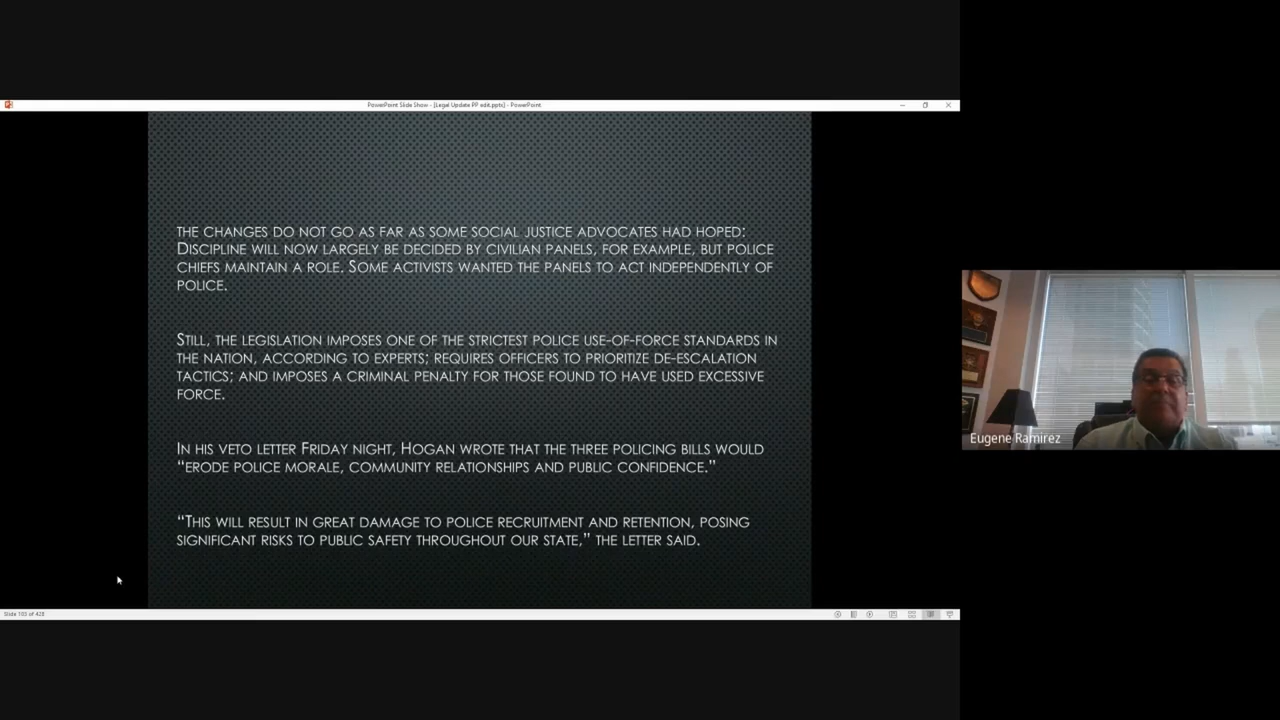 PowerPoint Slide Show - [Legal Update PP edit.pptx] - PowerPoint
THE CHANGES DO NOT GO AS FAR AS SOME SOCIAL JUSTICE ADVOCATES HAD HOPED:
DISCIPLINE WILL NOW LARGELY BE DECIDED BY CIVILIAN PANELS, FOR EXAMPLE, BUT POLICE
CHIEFS MAINTAIN A ROLE. SOME ACTIVISTS WANTED THE PANELS TO ACT INDEPENDENTLY OF
POLICE.
STILL, THE LEGISLATION IMPOSES ONE OF THE STRICTEST POLICE USE-OF-FORCE STANDARDS IN
THE NATION, ACCORDING TO EXPERTS; REQUIRES OFFICERS TO PRIORITIZE DE-ESCALATION
TACTICS; AND IMPOSES A CRIMINAL PENALTY FOR THOSE FOUND TO HAVE USED EXCESSIVE
FORCE.
IN HIS VETO LETTER FRIDAY NIGHT, HOGAN WROTE THAT THE THREE POLICING BILLS WOULD
“ERODE POLICE MORALE, COMMUNITY RELATIONSHIPS AND PUBLIC CONFIDENCE.”
“THIS WILL RESULT IN GREAT DAMAGE TO POLICE RECRUITMENT AND RETENTION, POSING
SIGNIFICANT RISKS TO PUBLIC SAFETY THROUGHOUT OUR STATE,” THE LETTER SAID.
Eugene Ramirez
Slide 103 of 428